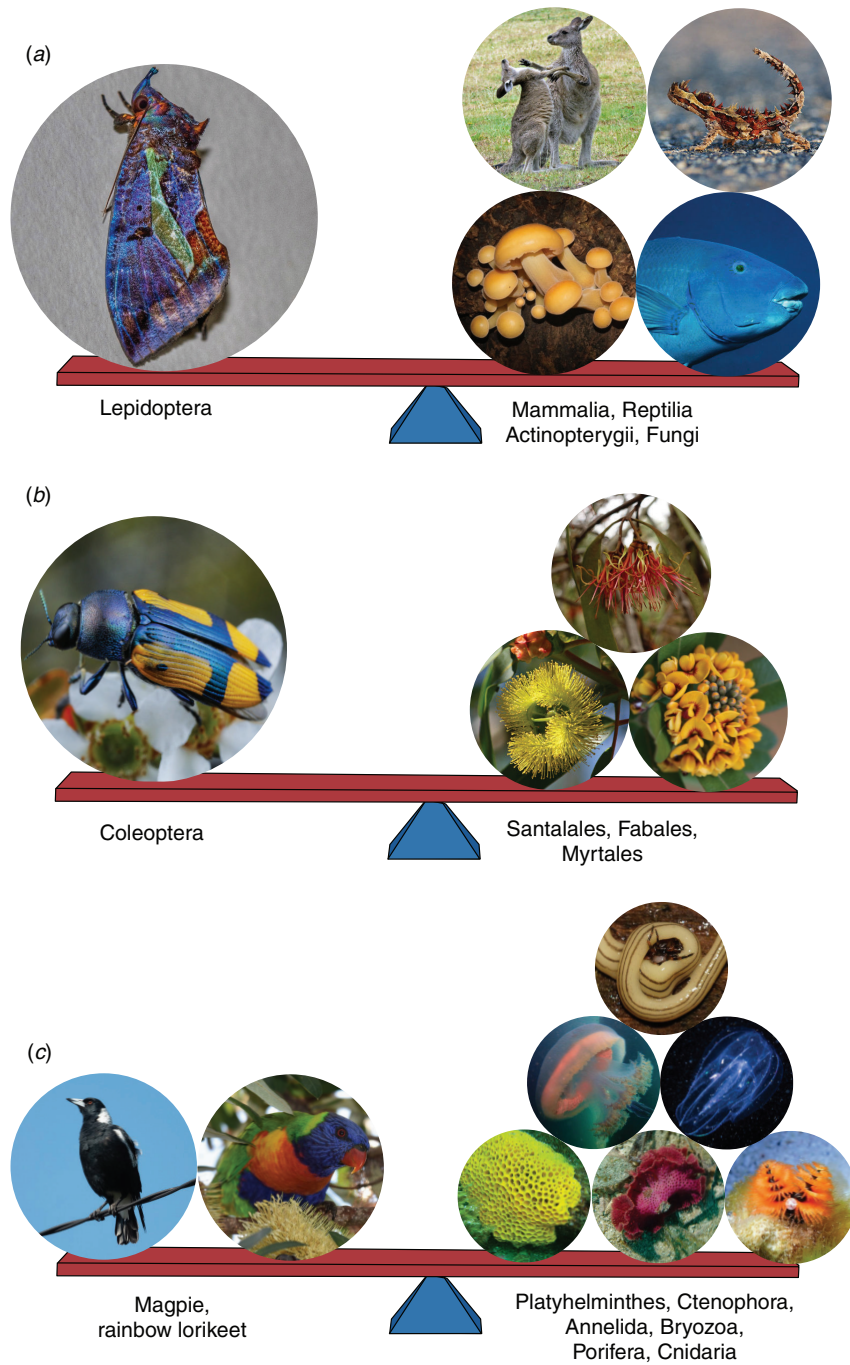 (a)
Lepidoptera
Mammalia, Reptilia
Actinopterygii, Fungi
(b)
Coleoptera
Santalales, Fabales,
Myrtales
(c)
Magpie,
rainbow lorikeet
Platyhelminthes, Ctenophora,
Annelida, Bryozoa,
Porifera, Cnidaria